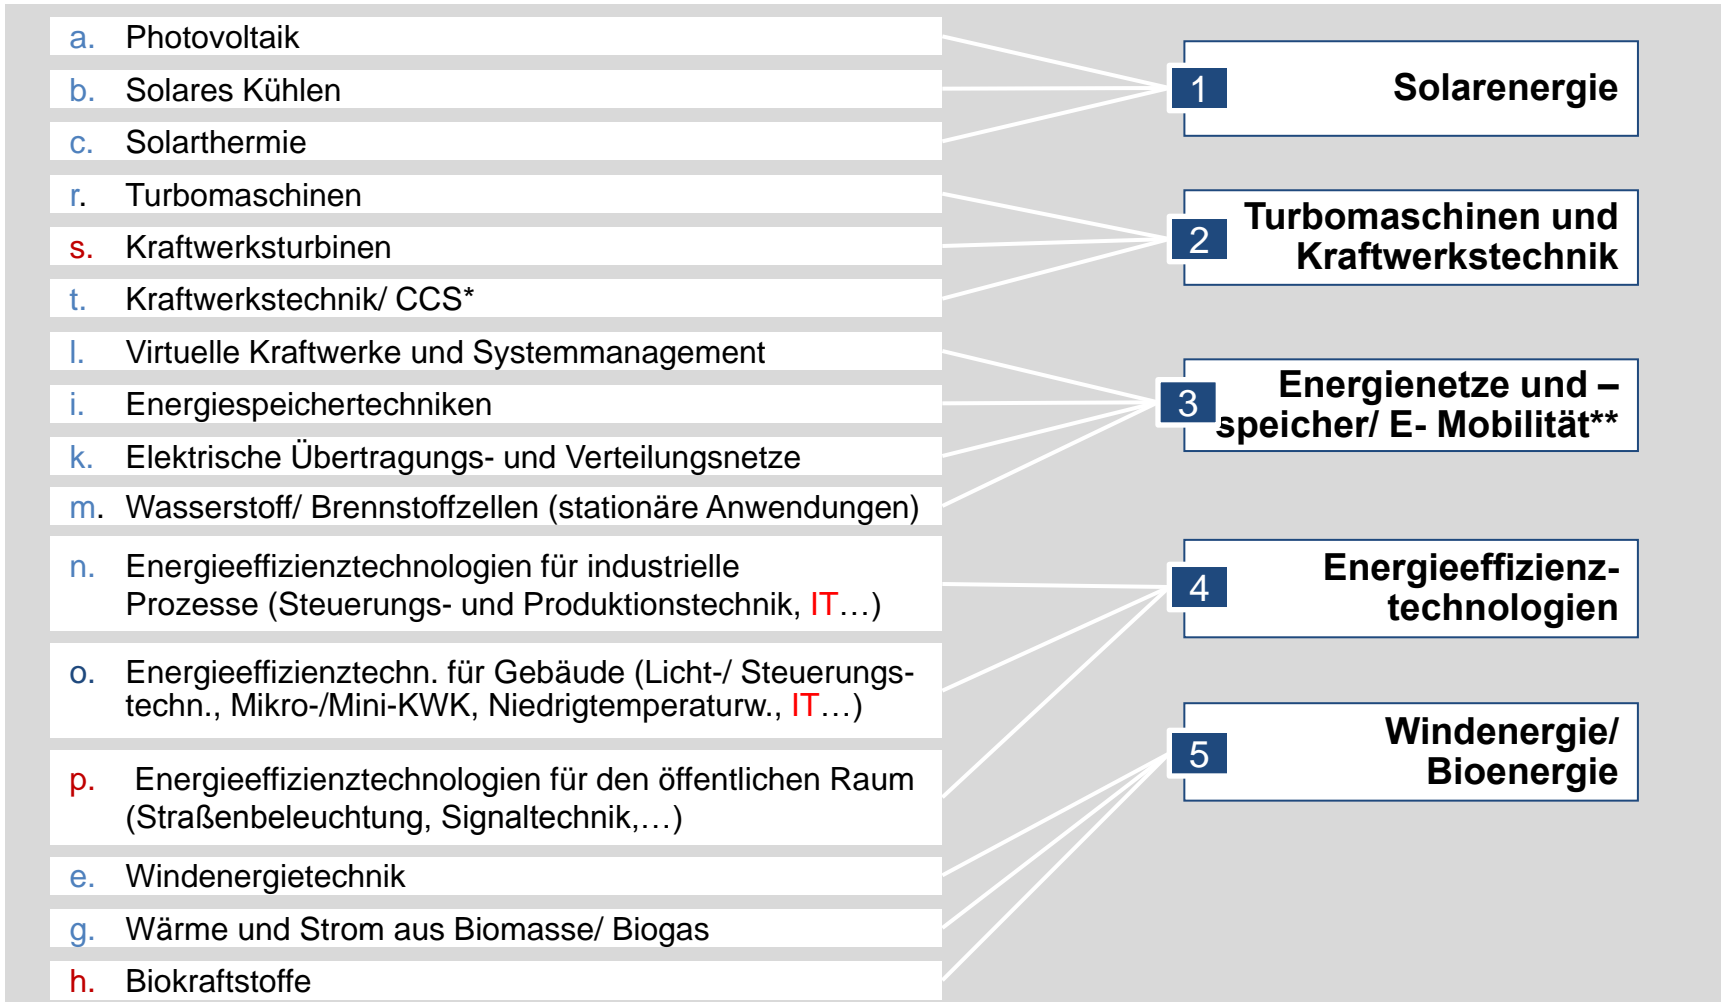 a. Photovoltaik
b. Solares Kühlen
c. Solarthermie
r. Turbomaschinen
s. Kraftwerksturbinen
t. Kraftwerkstechnik/ CCS*
l. Virtuelle Kraftwerke und Systemmanagement
i. Energiespeichertechniken
k. Elektrische Übertragungs- und Verteilungsnetze
m. Wasserstoff/ Brennstoffzellen (stationäre Anwendungen)
n. Energieeffizienztechnologien für industrielle
Prozesse (Steuerungs- und Produktionstechnik, IT…)
o. Energieeffizienztechn. für Gebäude (Licht-/ Steuerungs-
techn., Mikro-/Mini-KWK, Niedrigtemperaturw., IT…)
p. Energieeffizienztechnologien für den öffentlichen Raum
(Straßenbeleuchtung, Signaltechnik,…)
e. Windenergietechnik
g. Wärme und Strom aus Biomasse/ Biogas
h. Biokraftstoffe
1 Solarenergie
2 Turbomaschinen und
Kraftwerkstechnik
3 Energienetze und –
speicher/ E- Mobilität**
4 Energieeffizienz-
technologien
5 Windenergie/
Bioenergie